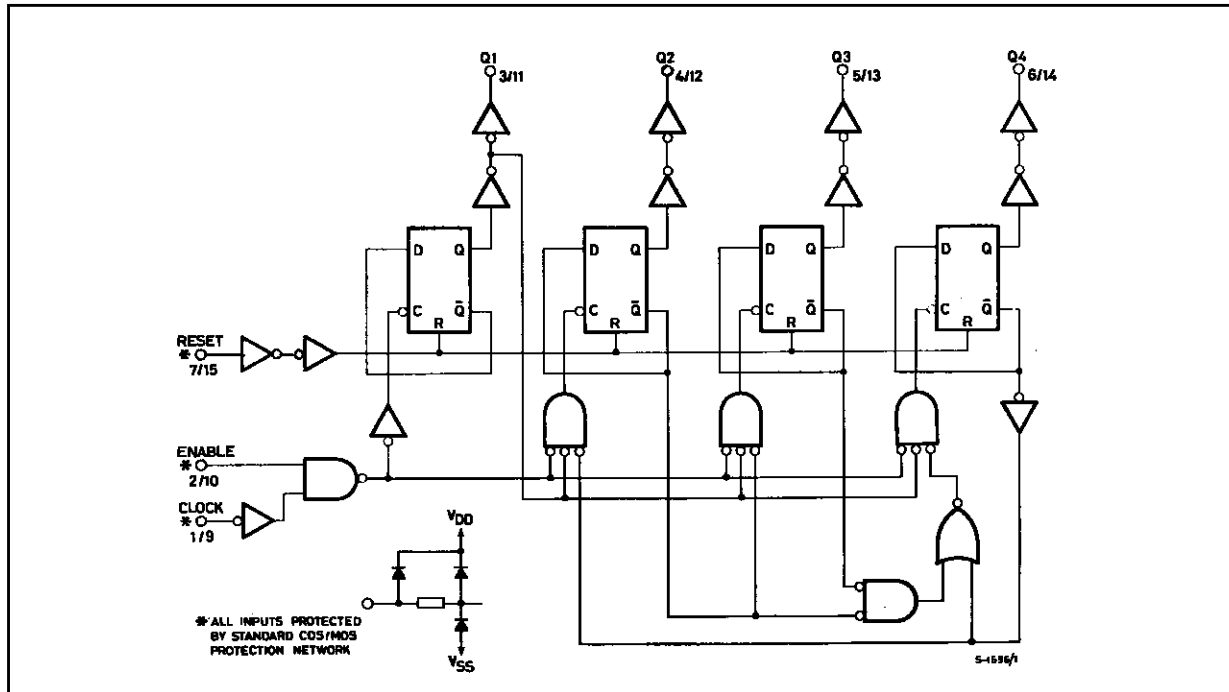 Q1
3/11
Q2
4/12
Q3
5/13
Q4
6/14
D Q
C Q̅
R
D Q
C Q̅
R
D Q
C Q̅
R
D Q
C Q̅
R
RESET
* 7/15
ENABLE
* 2/10
CLOCK
* 1/9
VDD
* ALL INPUTS PROTECTED
BY STANDARD COS/MOS
PROTECTION NETWORK
VSS
S-1696/1